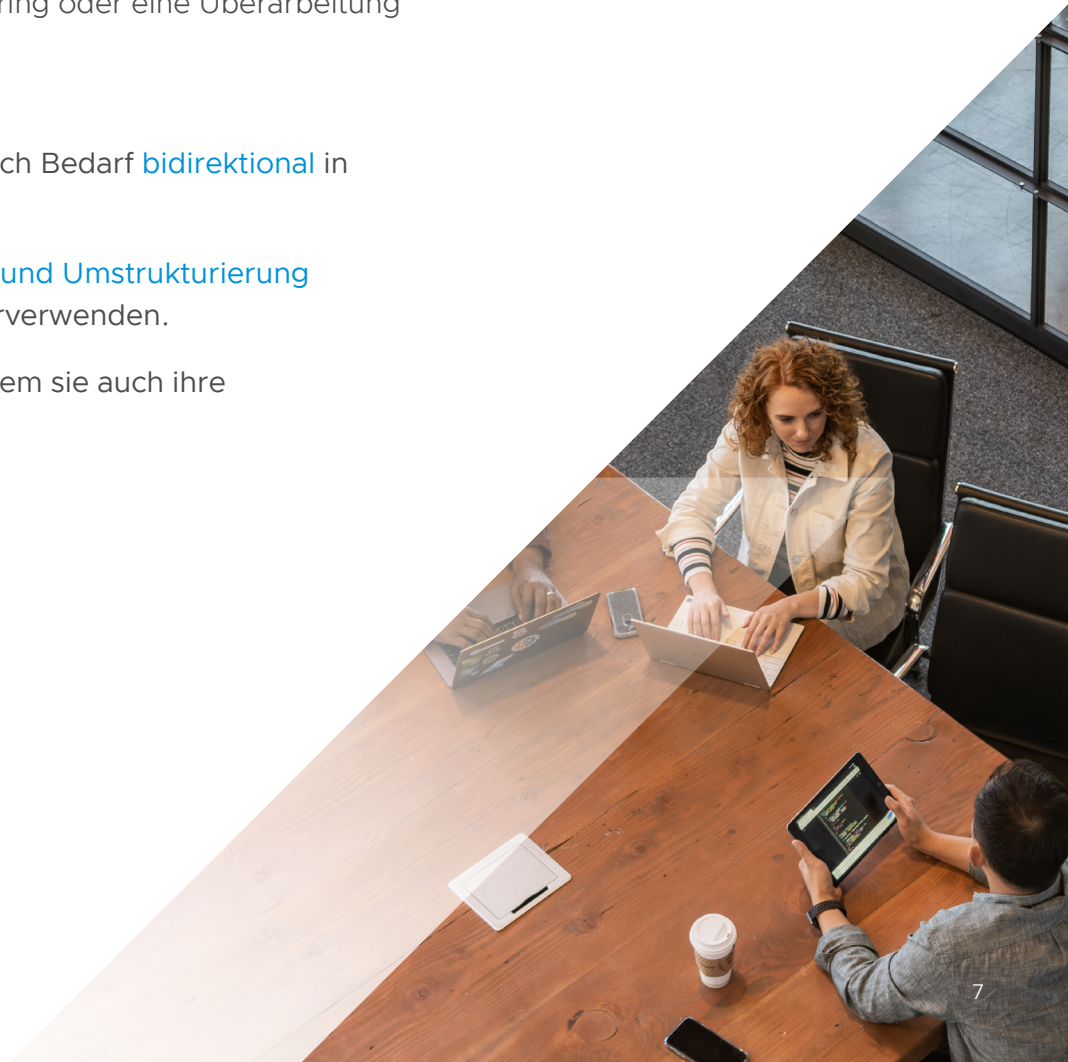 ring oder eine Überarbeitung
ch Bedarf bidirektional in
und Umstrukturierung
rverwenden.
em sie auch ihre
7